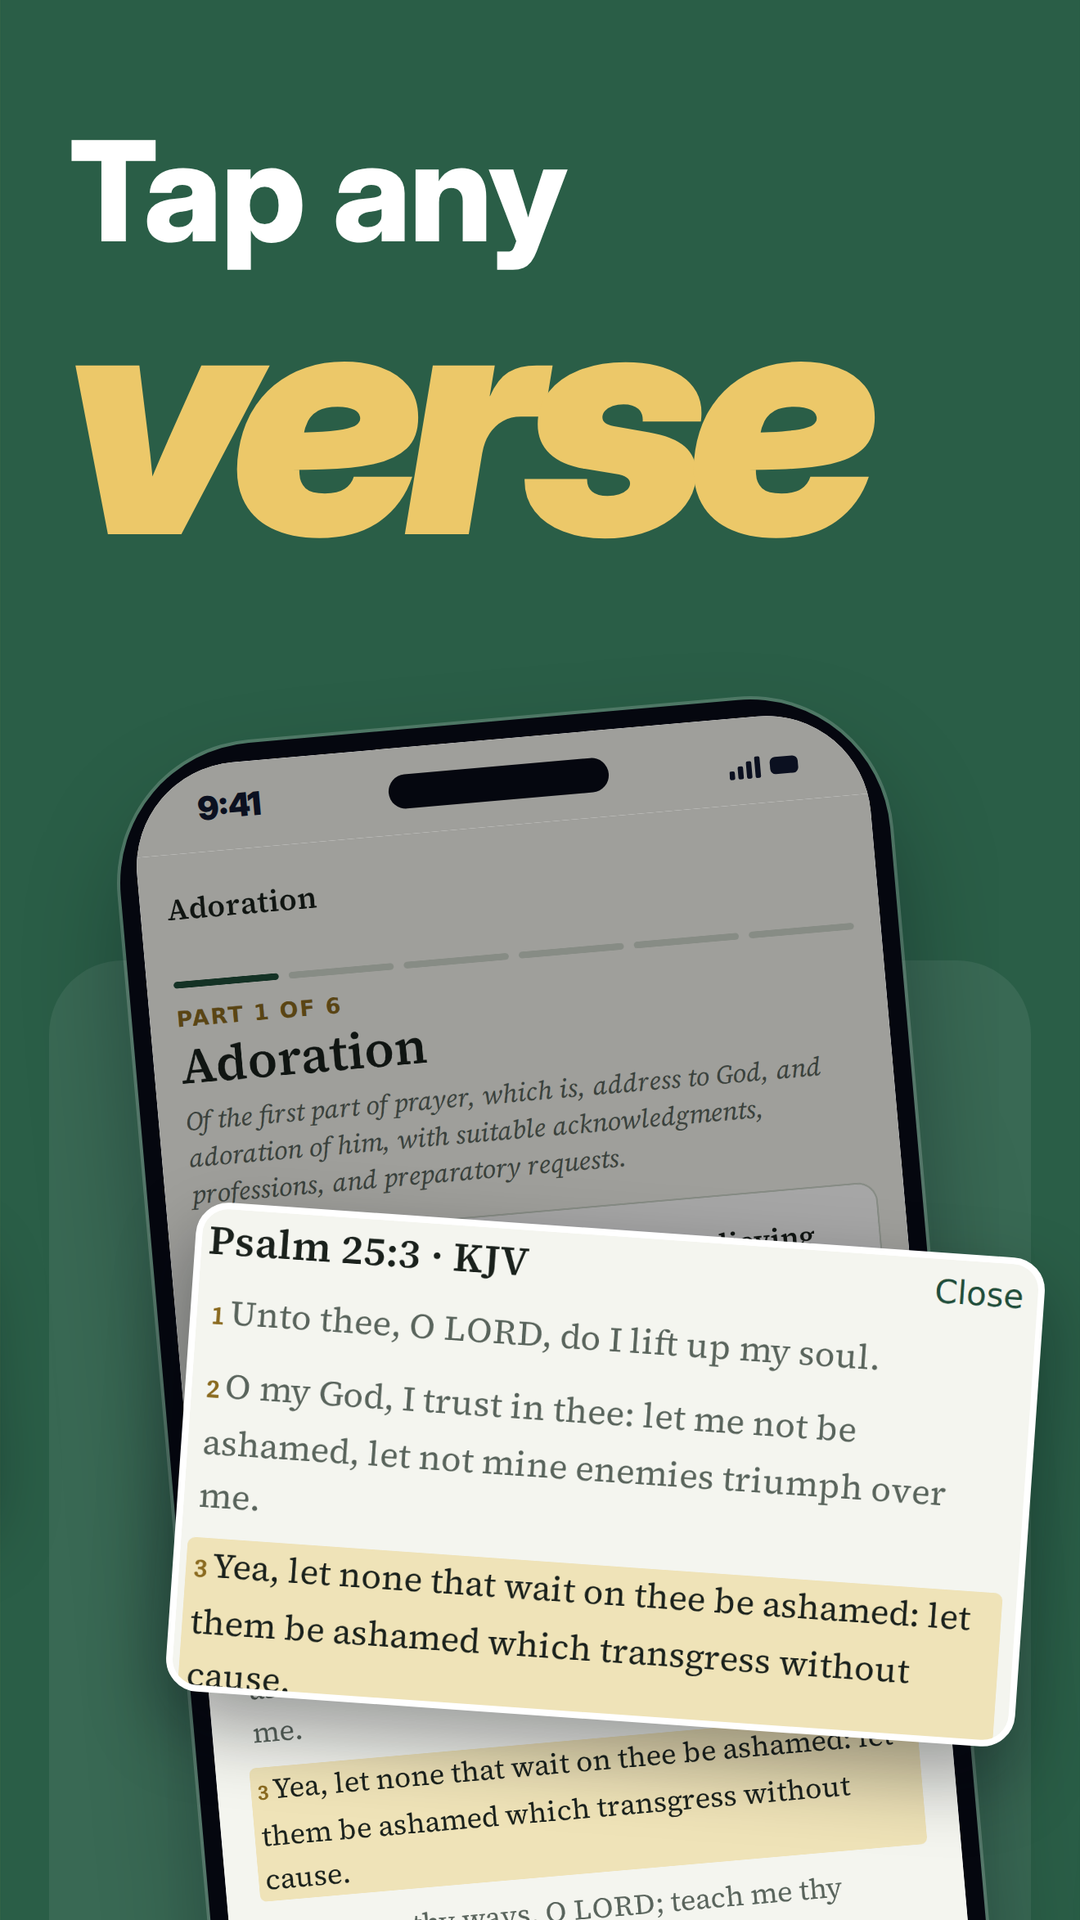 Tap any
verse
9:41
Adoration
PART 1 OF 6
Adoration
Of the first part of prayer, which is, address to God, and
adoration of him, with suitable acknowledgments,
professions, and preparatory requests.
Psalm 25:3 · KJV
Close
1 Unto thee, O LORD, do I lift up my soul.
2 O my God, I trust in thee: let me not be
ashamed, let not mine enemies triumph over
me.
3 Yea, let none that wait on thee be ashamed: let
them be ashamed which transgress without
cause.
me.
3 Yea, let none that wait on thee be ashamed: let
them be ashamed which transgress without
cause.
thy ways, O LORD; teach me thy